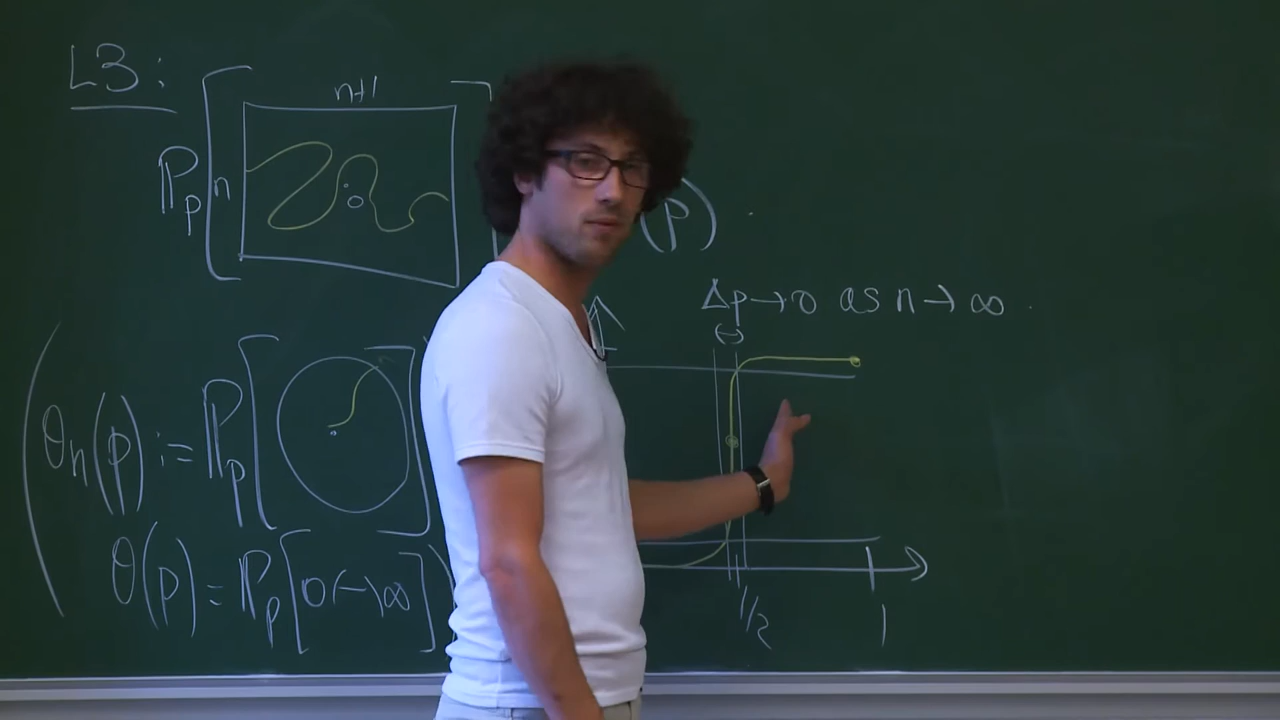 L3:
n+1
ℙp [ n
(p) .
Δp → 0 as n → ∞ .
( θn(p) := ℙp [ ]
θ(p) = ℙp [0 ↔ ∞] )
1/2
1